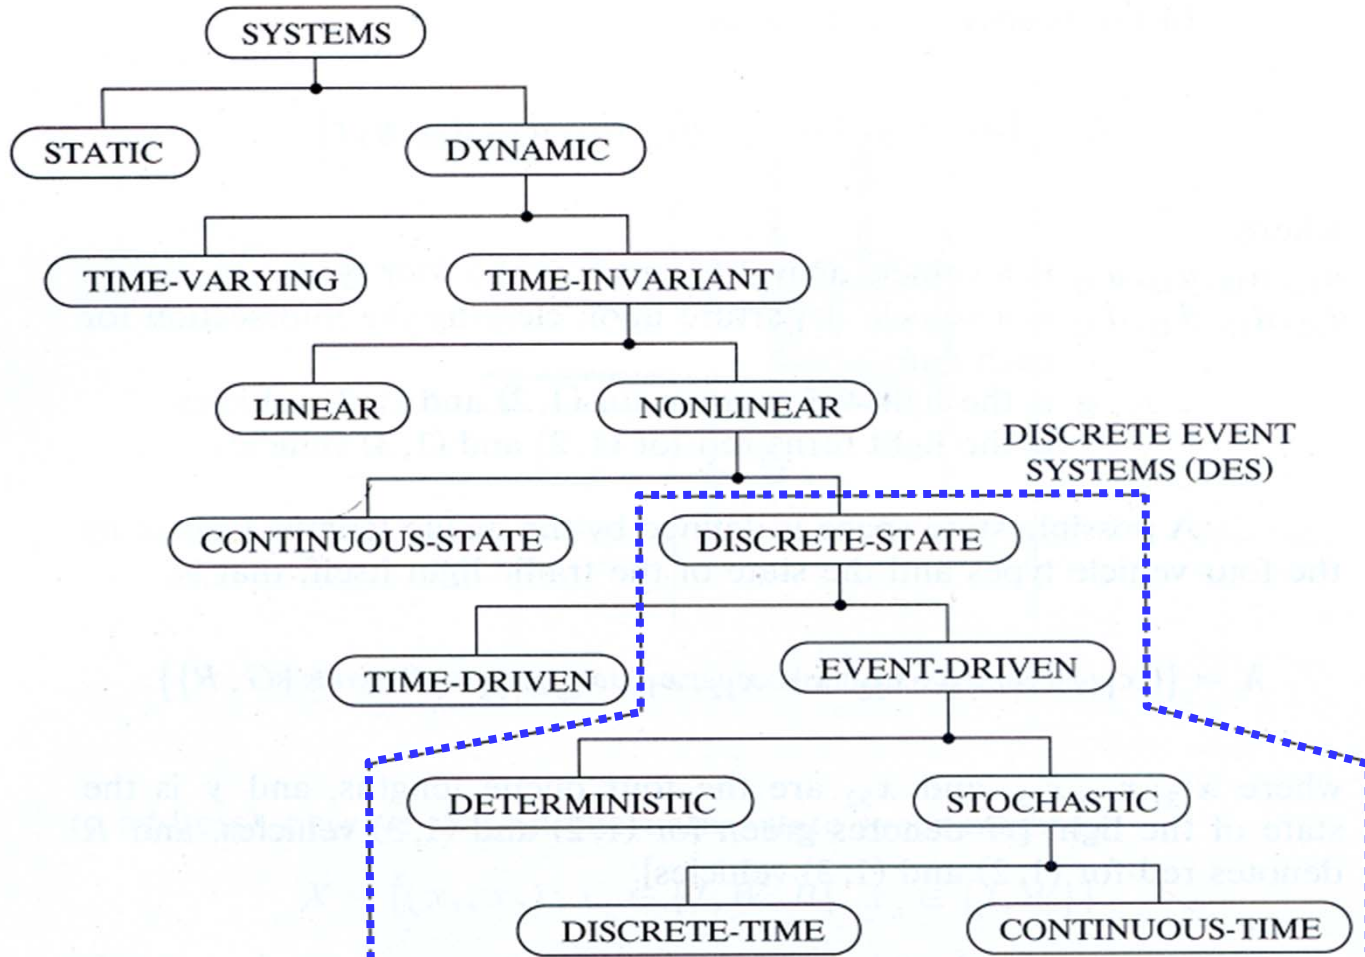 SYSTEMS
STATIC
DYNAMIC
TIME-VARYING
TIME-INVARIANT
LINEAR
NONLINEAR
DISCRETE EVENT
SYSTEMS (DES)
CONTINUOUS-STATE
DISCRETE-STATE
TIME-DRIVEN
EVENT-DRIVEN
DETERMINISTIC
STOCHASTIC
DISCRETE-TIME
CONTINUOUS-TIME